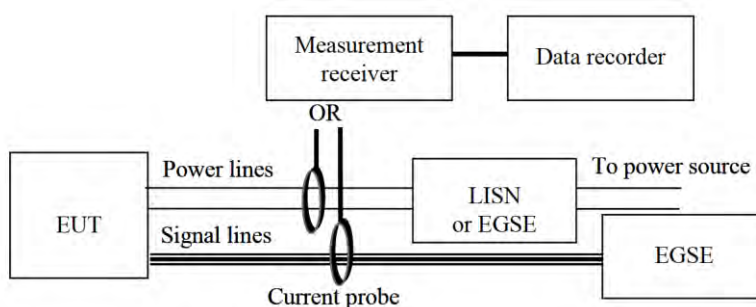 Measurement
receiver
Data recorder
OR
Power lines
To power source
LISN
or EGSE
EUT
Signal lines
EGSE
Current probe